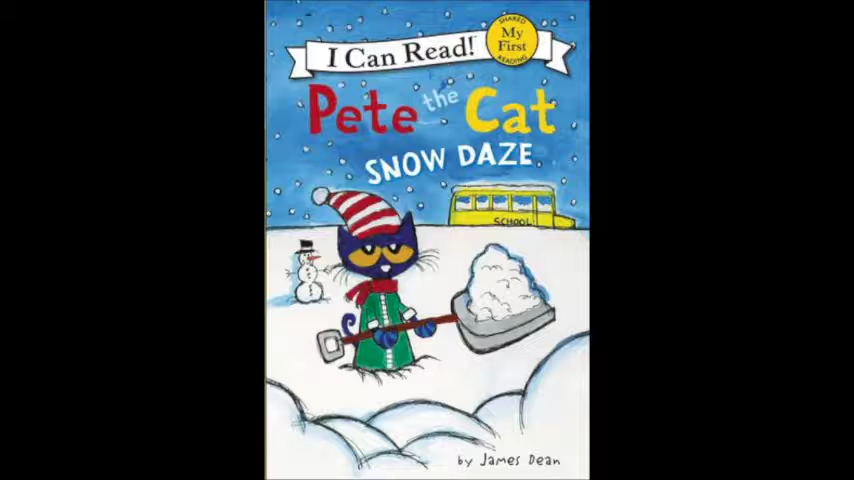 I Can Read!
SHARED
My
First
READING
Pete the Cat
SNOW DAZE
SCHOOL
by James Dean